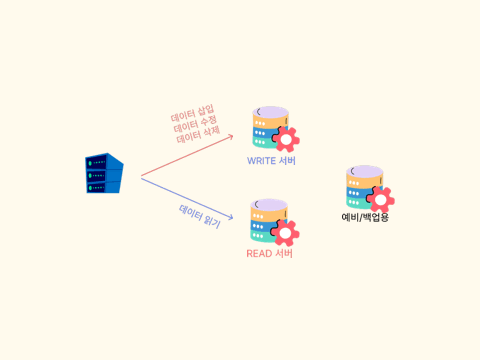 데이터 삽입
데이터 수정
데이터 삭제
WRITE 서버
데이터 읽기
예비/백업용
READ 서버